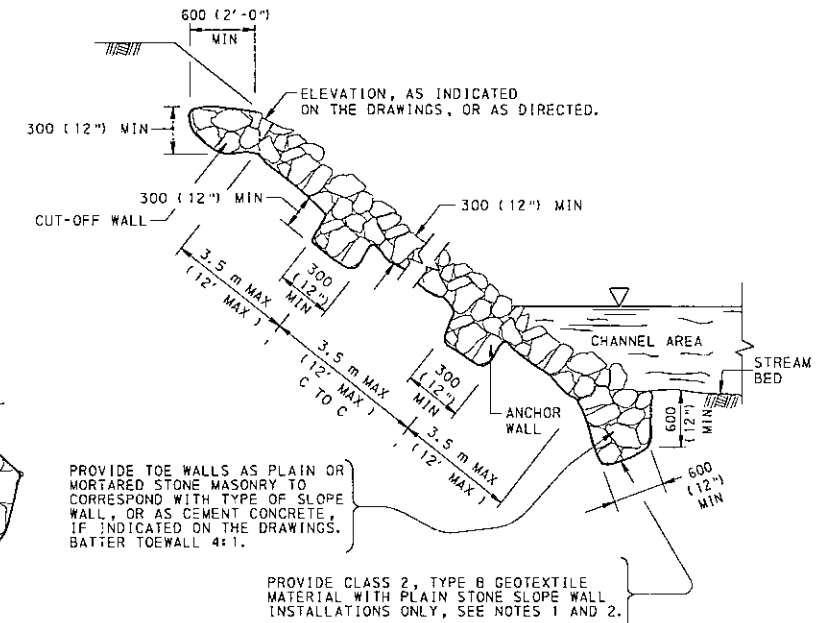 600 (2'-0")
MIN
ELEVATION, AS INDICATED
ON THE DRAWINGS, OR AS DIRECTED.
300 (12") MIN
300 (12") MIN
300 (12") MIN
CUT-OFF WALL
3.5 m MAX
(12' MAX)
300
(12")
MIN
3.5 m MAX
(12' MAX)
C TO C
300
(12")
MIN
3.5 m MAX
(12' MAX)
CHANNEL AREA
STREAM
BED
ANCHOR
WALL
600
(12")
MIN
600
(12")
MIN
PROVIDE TOE WALLS AS PLAIN OR
MORTARED STONE MASONRY TO
CORRESPOND WITH TYPE OF SLOPE
WALL, OR AS CEMENT CONCRETE,
IF INDICATED ON THE DRAWINGS.
BATTER TOEWALL 4:1.
PROVIDE CLASS 2, TYPE B GEOTEXTILE
MATERIAL WITH PLAIN STONE SLOPE WALL
INSTALLATIONS ONLY, SEE NOTES 1 AND 2.